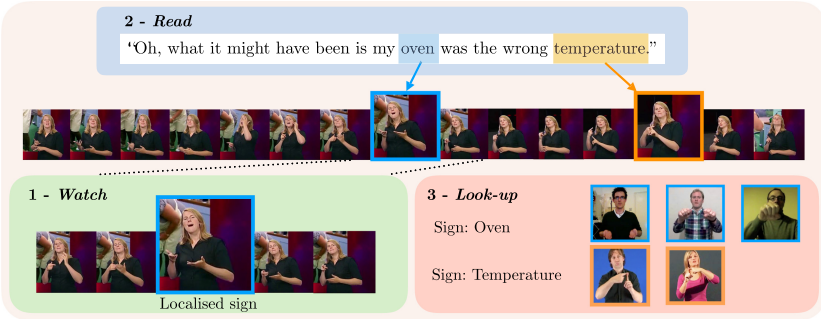 2 - Read
“Oh, what it might have been is my oven was the wrong temperature.”
1 - Watch
Localised sign
3 - Look-up
Sign: Oven
Sign: Temperature